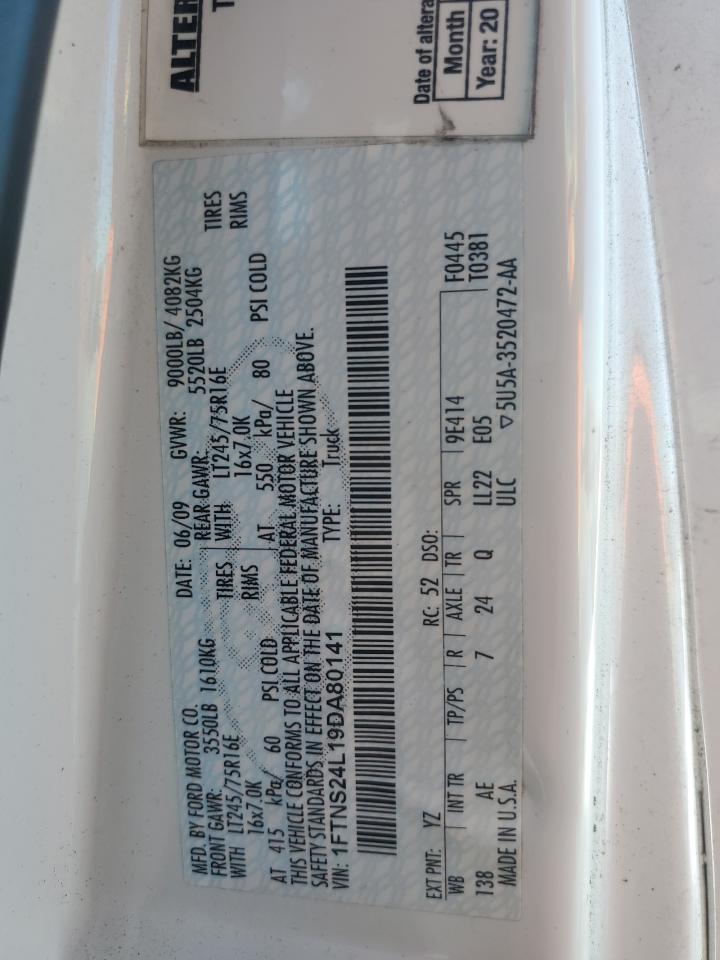 ALTER
T
Date of altera
Month
Year: 20
MFD. BY FORD MOTOR CO. DATE: 06/09 GVWR: 9000LB/ 4082KG
FRONT GAWR: 3550LB 1610KG REAR GAWR: 5520LB 2504KG
WITH LT245/75R16E TIRES WITH LT245/75R16E TIRES
16x7.0K RIMS 16x7.0K RIMS
AT 415 kPa/ 60 PSI COLD AT 550 kPa/ 80 PSI COLD
THIS VEHICLE CONFORMS TO ALL APPLICABLE FEDERAL MOTOR VEHICLE
SAFETY STANDARDS IN EFFECT ON THE DATE OF MANUFACTURE SHOWN ABOVE.
VIN: 1FTNS24L19DA80141 TYPE: Truck
EXT PNT: YZ RC: 52 DSO:
WB INT TR TP/PS R AXLE TR SPR 9E414 F0445
138 AE 7 24 Q LL22 E05 T0381
MADE IN U.S.A. ULC ▽5U5A-3520472-AA